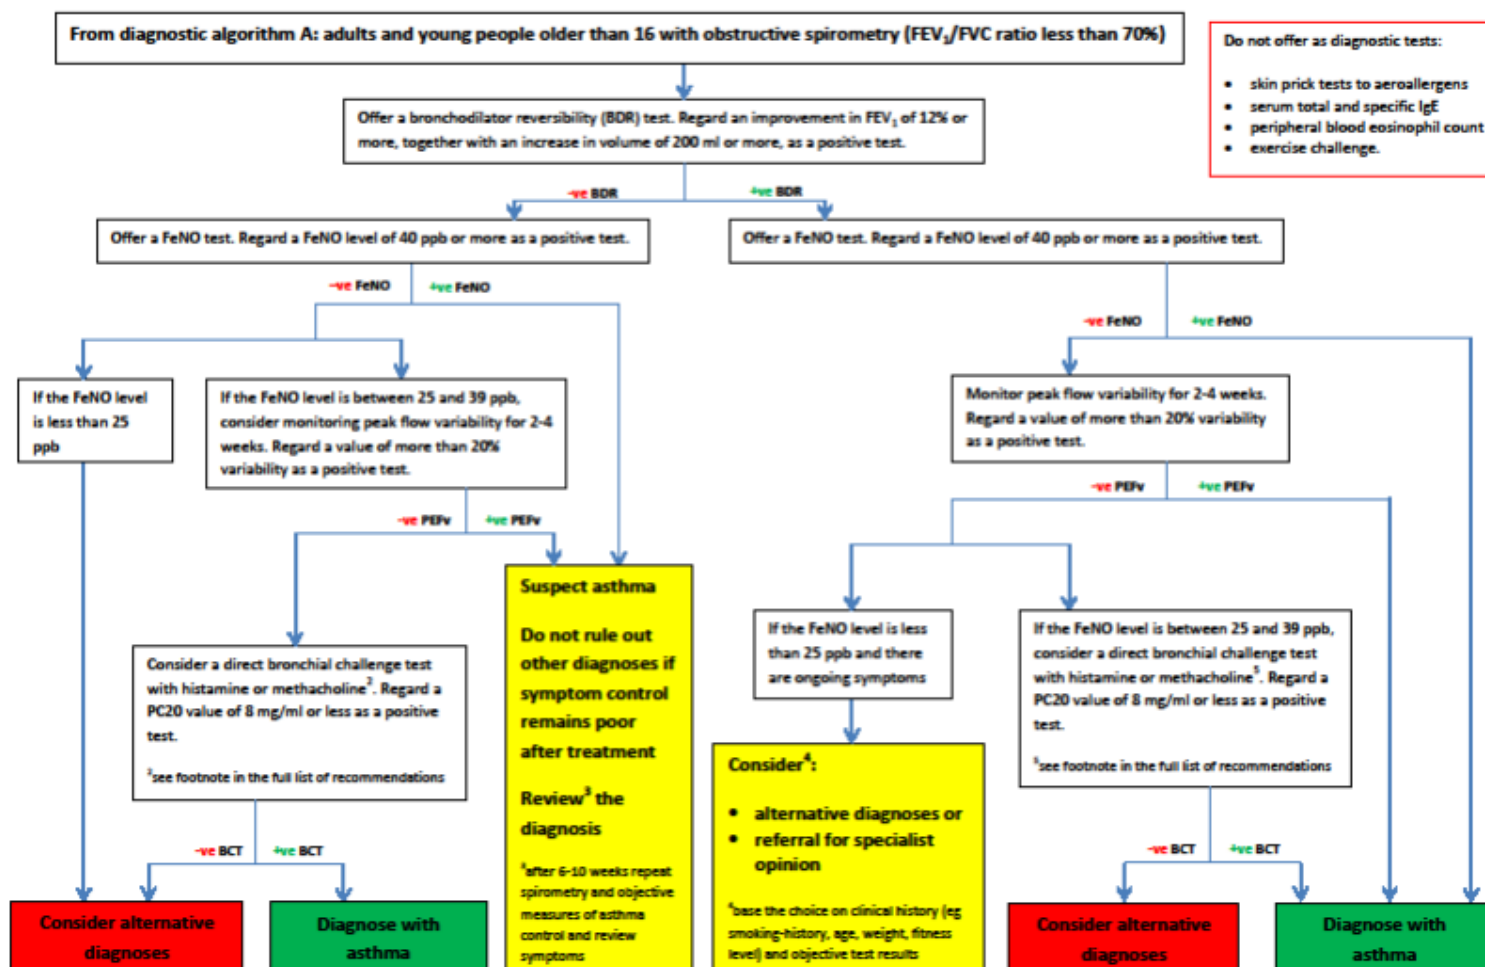 From diagnostic algorithm A: adults and young people older than 16 with obstructive spirometry (FEV₁/FVC ratio less than 70%)
Do not offer as diagnostic tests:
• skin prick tests to aeroallergens
• serum total and specific IgE
• peripheral blood eosinophil count
• exercise challenge.
Offer a bronchodilator reversibility (BDR) test. Regard an improvement in FEV₁ of 12% or
more, together with an increase in volume of 200 ml or more, as a positive test.
-ve BDR
+ve BDR
Offer a FeNO test. Regard a FeNO level of 40 ppb or more as a positive test.
Offer a FeNO test. Regard a FeNO level of 40 ppb or more as a positive test.
-ve FeNO
+ve FeNO
-ve FeNO
+ve FeNO
If the FeNO level
is less than 25
ppb
If the FeNO level is between 25 and 39 ppb,
consider monitoring peak flow variability for 2-4
weeks. Regard a value of more than 20%
variability as a positive test.
Monitor peak flow variability for 2-4 weeks.
Regard a value of more than 20% variability
as a positive test.
-ve PEFv
+ve PEFv
-ve PEFv
+ve PEFv
Consider a direct bronchial challenge test
with histamine or methacholine². Regard a
PC20 value of 8 mg/ml or less as a positive
test.
²see footnote in the full list of recommendations
Suspect asthma
Do not rule out
other diagnoses if
symptom control
remains poor
after treatment
Review³ the
diagnosis
³after 6-10 weeks repeat
spirometry and objective
measures of asthma
control and review
symptoms
If the FeNO level is less
than 25 ppb and there
are ongoing symptoms
If the FeNO level is between 25 and 39 ppb,
consider a direct bronchial challenge test
with histamine or methacholine⁵. Regard a
PC20 value of 8 mg/ml or less as a positive
test.
⁵see footnote in the full list of recommendations
Consider⁴:
• alternative diagnoses or
• referral for specialist
opinion
⁴base the choice on clinical history (eg
smoking-history, age, weight, fitness
level) and objective test results
-ve BCT
+ve BCT
-ve BCT
+ve BCT
Consider alternative
diagnoses
Diagnose with
asthma
Consider alternative
diagnoses
Diagnose with
asthma